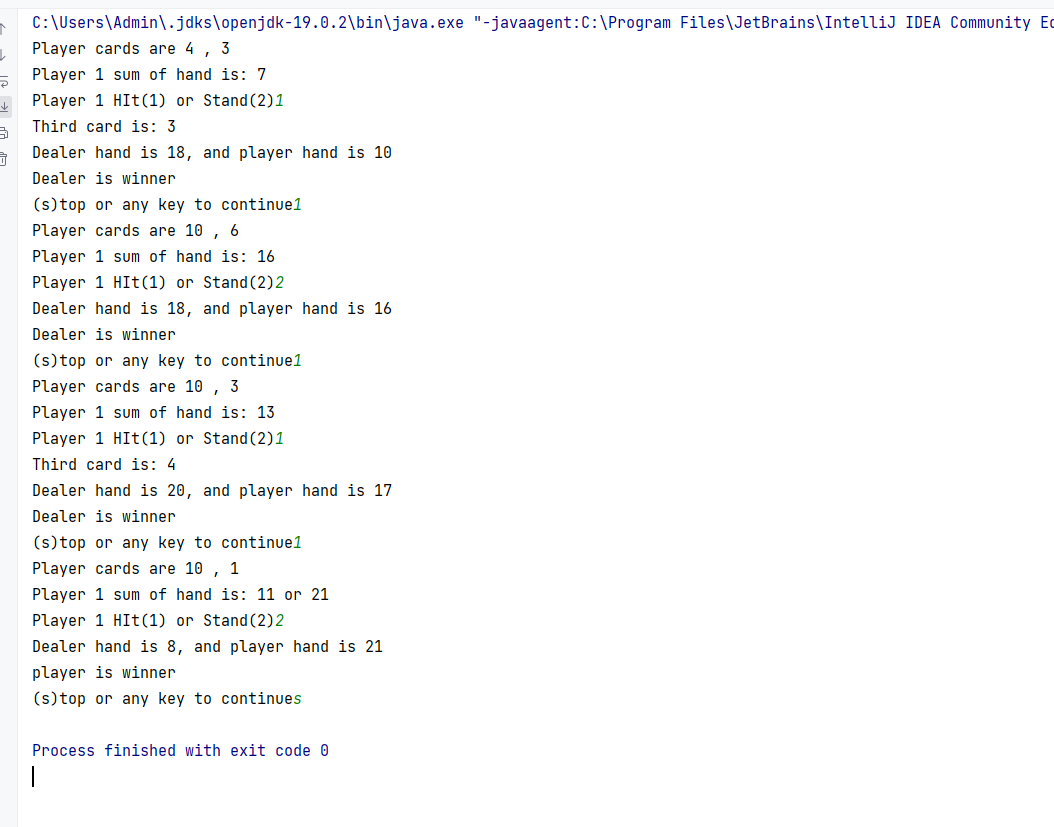 C:\Users\Admin\.jdks\openjdk-19.0.2\bin\java.exe "-javaagent:C:\Program Files\JetBrains\IntelliJ IDEA Community Ed
Player cards are 4 , 3
Player 1 sum of hand is: 7
Player 1 HIt(1) or Stand(2)1
Third card is: 3
Dealer hand is 18, and player hand is 10
Dealer is winner
(s)top or any key to continue1
Player cards are 10 , 6
Player 1 sum of hand is: 16
Player 1 HIt(1) or Stand(2)2
Dealer hand is 18, and player hand is 16
Dealer is winner
(s)top or any key to continue1
Player cards are 10 , 3
Player 1 sum of hand is: 13
Player 1 HIt(1) or Stand(2)1
Third card is: 4
Dealer hand is 20, and player hand is 17
Dealer is winner
(s)top or any key to continue1
Player cards are 10 , 1
Player 1 sum of hand is: 11 or 21
Player 1 HIt(1) or Stand(2)2
Dealer hand is 8, and player hand is 21
player is winner
(s)top or any key to continues
Process finished with exit code 0